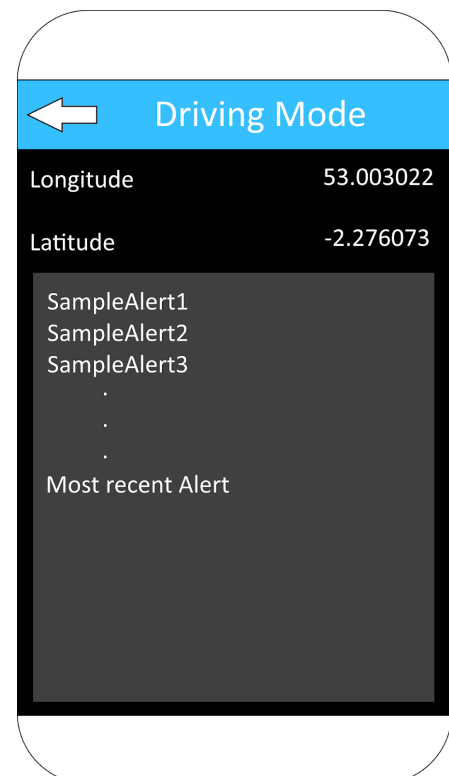 Driving Mode
Longitude 53.003022
Latitude -2.276073
SampleAlert1
SampleAlert2
SampleAlert3
.
.
.
Most recent Alert